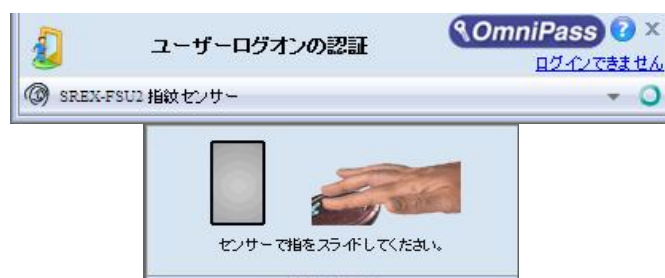 ユーザーログオンの認証
OmniPass
ログインできません
SREX-FSU2 指紋センサー
センサーで指をスライドしてください。